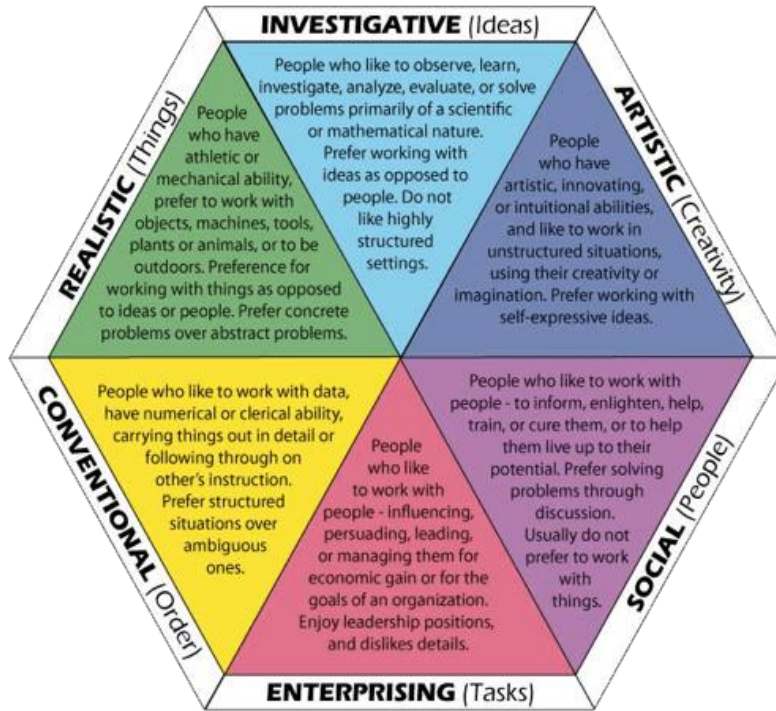 INVESTIGATIVE (Ideas)
People who like to observe, learn,
investigate, analyze, evaluate, or solve
problems primarily of a scientific
or mathematical nature.
Prefer working with
ideas as opposed to
people. Do not
like highly
structured
settings.
ARTISTIC (Creativity)
People
who have
artistic, innovating,
or intuitional abilities,
and like to work in
unstructured situations,
using their creativity or
imagination. Prefer working with
self-expressive ideas.
SOCIAL (People)
People who like to work with
people - to inform, enlighten, help,
train, or cure them, or to help
them live up to their
potential. Prefer solving
problems through
discussion.
Usually do not
prefer to work
with
things.
ENTERPRISING (Tasks)
People
who like
to work with
people - influencing,
persuading, leading,
or managing them for
economic gain or for the
goals of an organization.
Enjoy leadership positions,
and dislikes details.
CONVENTIONAL (Order)
People who like to work with data,
have numerical or clerical ability,
carrying things out in detail or
following through on
other's instruction.
Prefer structured
situations over
ambiguous
ones.
REALISTIC (Things)
People
who have
athletic or
mechanical ability,
prefer to work with
objects, machines, tools,
plants or animals, or to be
outdoors. Preference for
working with things as opposed
to ideas or people. Prefer concrete
problems over abstract problems.